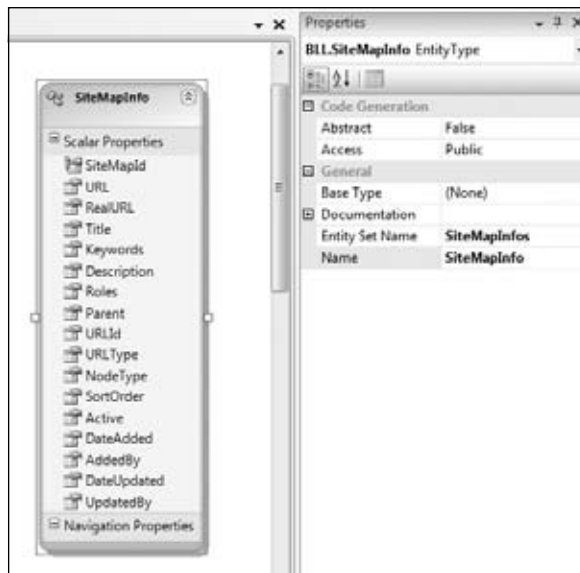 SiteMapInfo
Scalar Properties
SiteMapId
URL
RealURL
Title
Keywords
Description
Roles
Parent
URLId
URLType
NodeType
SortOrder
Active
DateAdded
AddedBy
DateUpdated
UpdatedBy
Navigation Properties
Properties
BLL.SiteMapInfo EntityType
Code Generation
Abstract False
Access Public
General
Base Type (None)
Documentation
Entity Set Name SiteMapInfos
Name SiteMapInfo